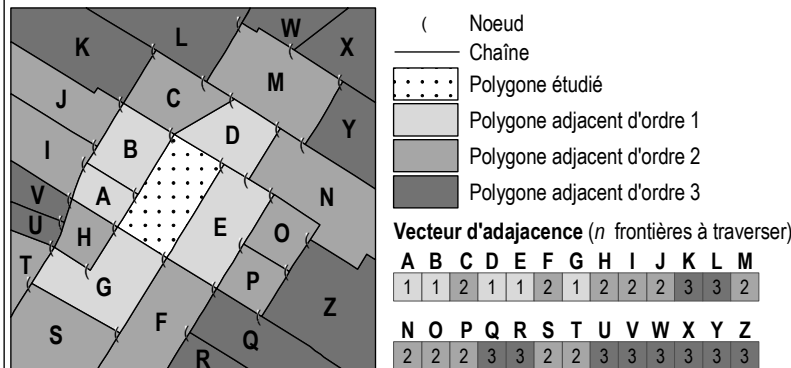 W
L
K
X
M
J
C
Y
D
B
I
N
A
V
E
O
U
H
T
P
G
Z
F
S
Q
R
Noeud
Chaîne
Polygone étudié
Polygone adjacent d'ordre 1
Polygone adjacent d'ordre 2
Polygone adjacent d'ordre 3
Vecteur d'adajacence (n frontières à traverser)
A B C D E F G H I J K L M
1 1 2 1 1 2 1 2 2 2 3 3 2
N O P Q R S T U V W X Y Z
2 2 2 3 3 2 2 3 3 3 3 3 3